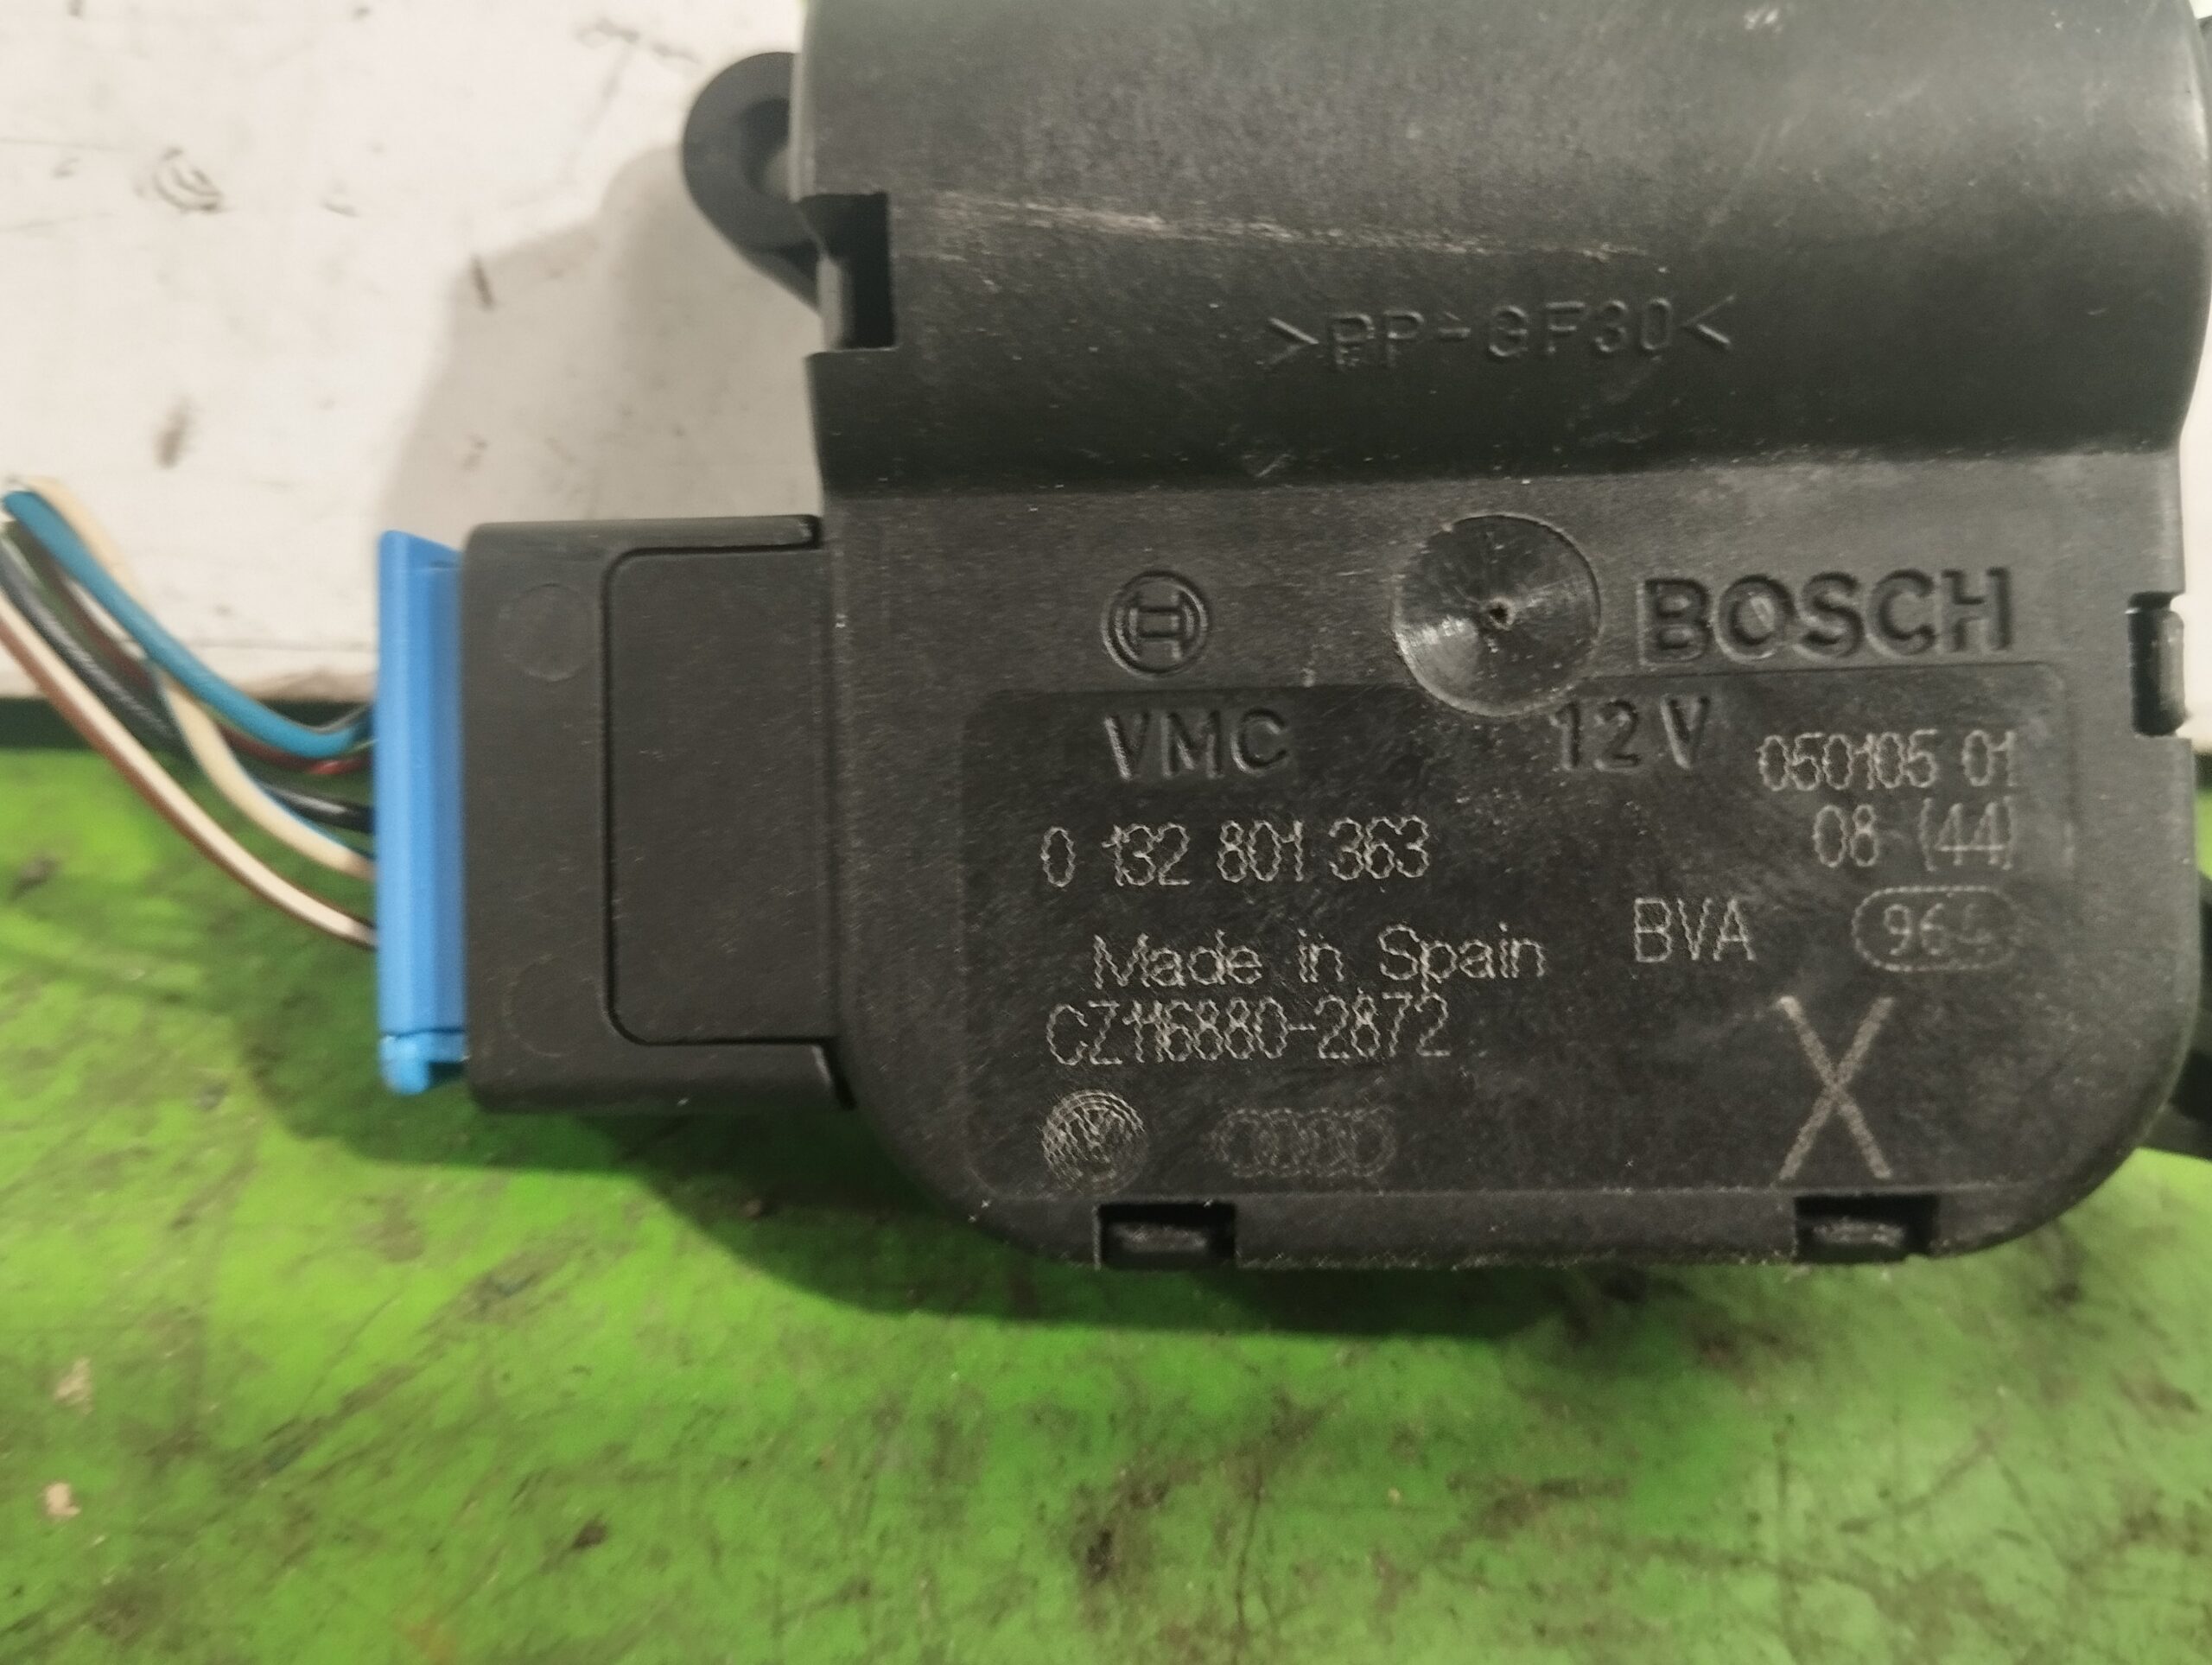 >PP-GF30<
BOSCH
VMC 12V
050105 01
0 132 801 363
08 (44)
BVA
Made in Spain
CZ116880-2872
X